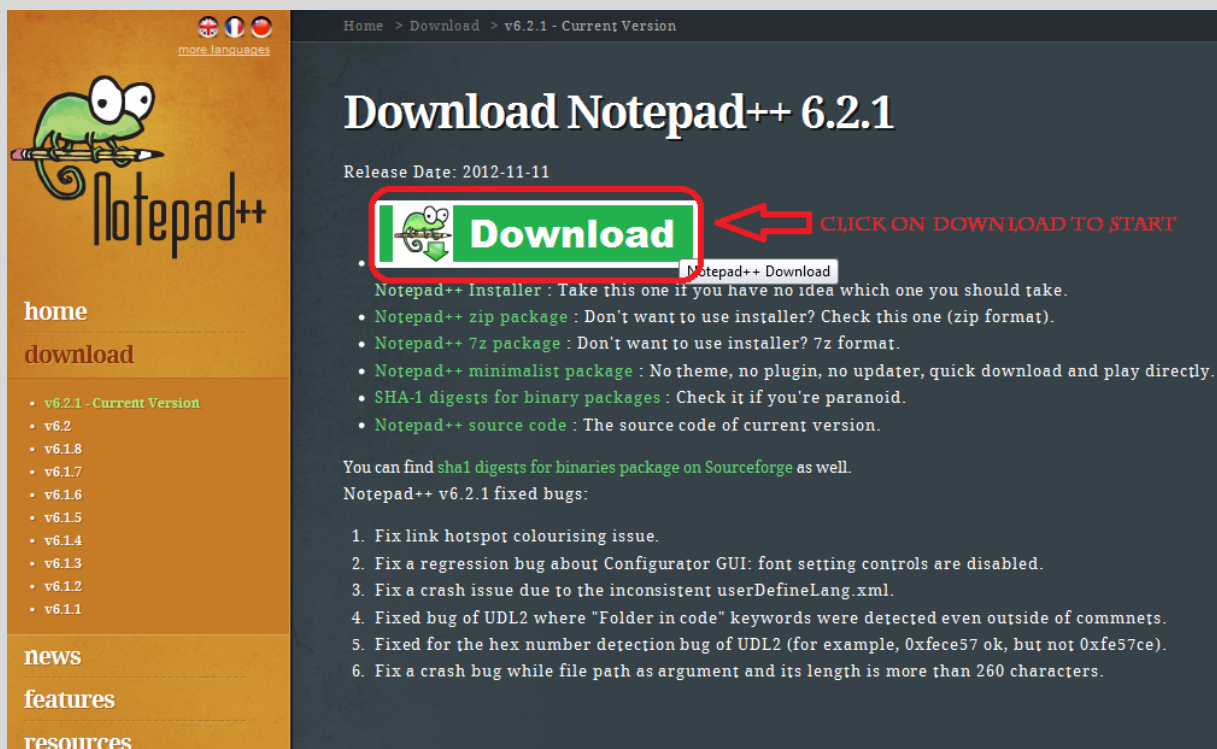 more languages
Notepad++
home
download
• v6.2.1 - Current Version
• v6.2
• v6.1.8
• v6.1.7
• v6.1.6
• v6.1.5
• v6.1.4
• v6.1.3
• v6.1.2
• v6.1.1
news
features
resources
Home > Download > v6.2.1 - Current Version
Download Notepad++ 6.2.1
Release Date: 2012-11-11
Download
CLICK ON DOWNLOAD TO START
Notepad++ Download
• Notepad++ Installer : Take this one if you have no idea which one you should take.
• Notepad++ zip package : Don't want to use installer? Check this one (zip format).
• Notepad++ 7z package : Don't want to use installer? 7z format.
• Notepad++ minimalist package : No theme, no plugin, no updater, quick download and play directly.
• SHA-1 digests for binary packages : Check it if you're paranoid.
• Notepad++ source code : The source code of current version.
You can find sha1 digests for binaries package on Sourceforge as well.
Notepad++ v6.2.1 fixed bugs:
1. Fix link hotspot colourising issue.
2. Fix a regression bug about Configurator GUI: font setting controls are disabled.
3. Fix a crash issue due to the inconsistent userDefineLang.xml.
4. Fixed bug of UDL2 where "Folder in code" keywords were detected even outside of commnets.
5. Fixed for the hex number detection bug of UDL2 (for example, 0xfece57 ok, but not 0xfe57ce).
6. Fix a crash bug while file path as argument and its length is more than 260 characters.